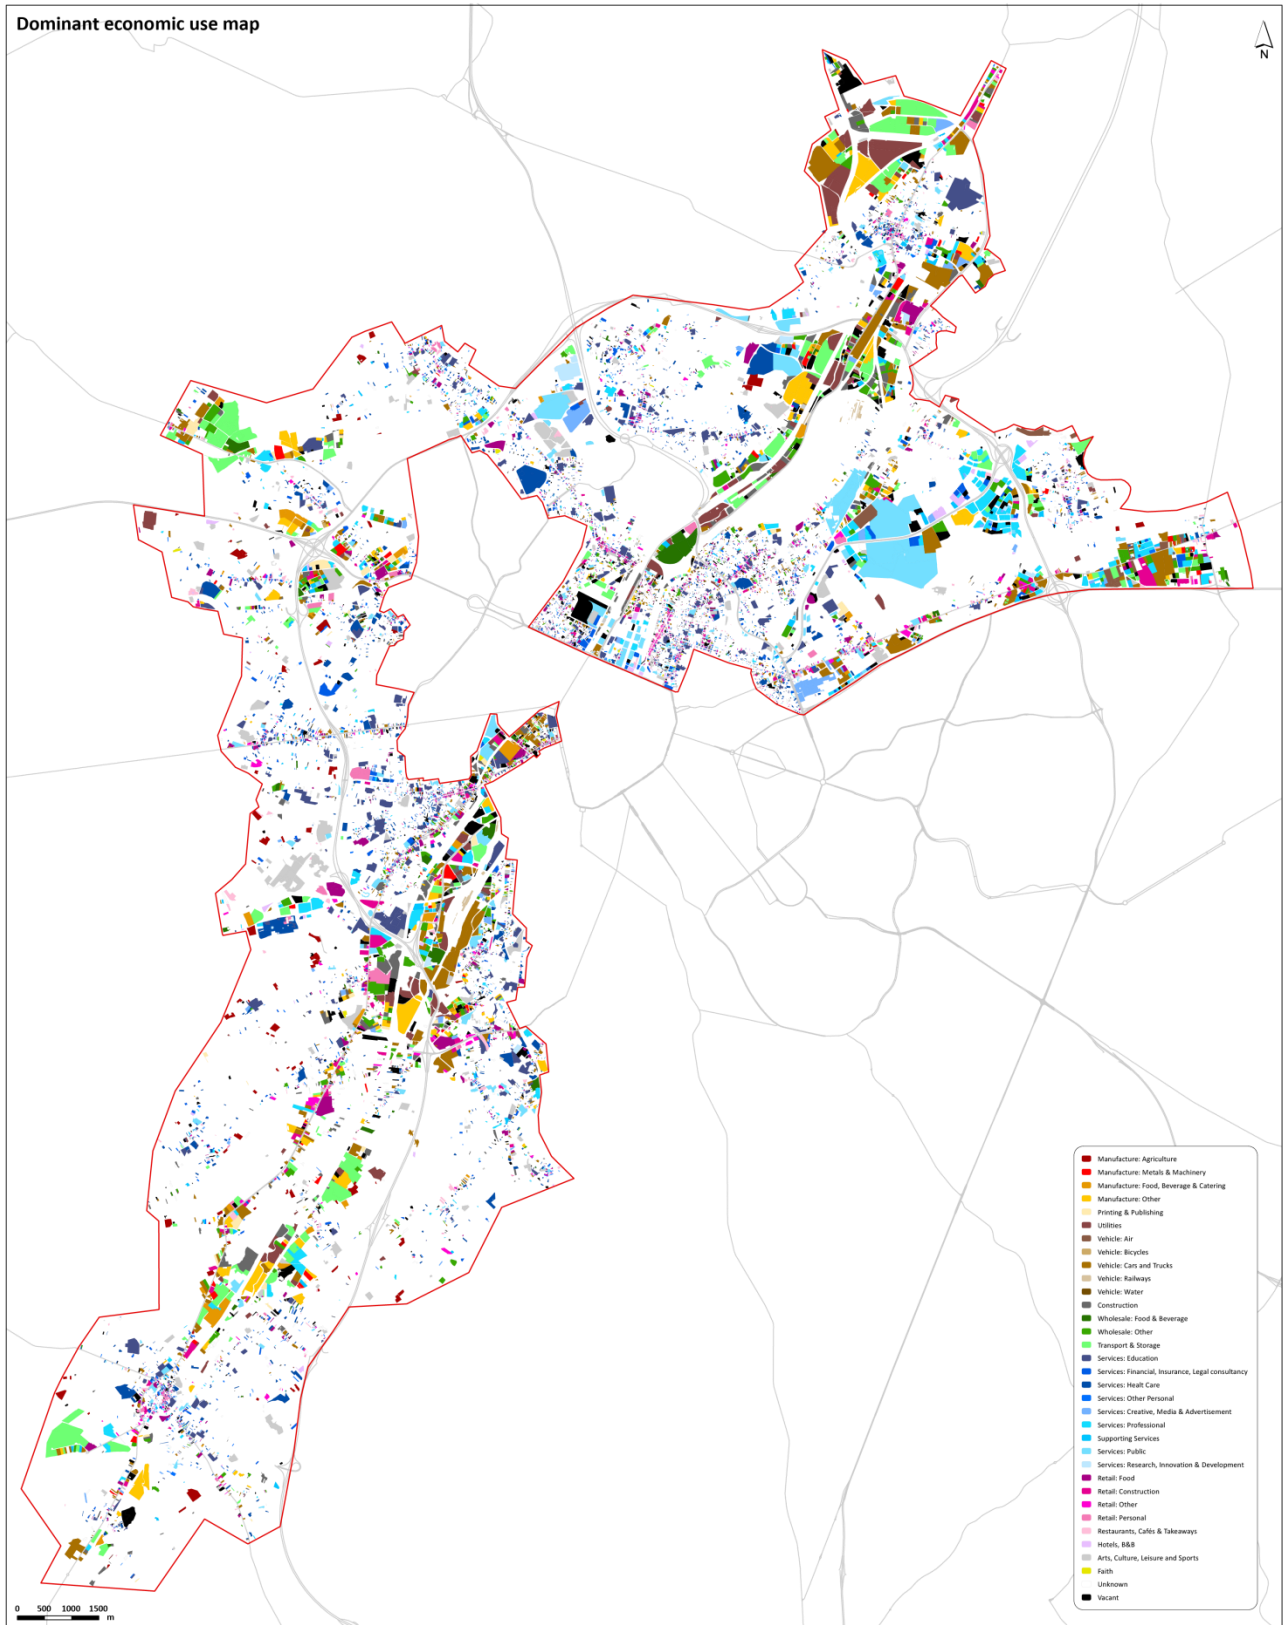 Dominant economic use map
N
Manufacture: Agriculture
Manufacture: Metals & Machinery
Manufacture: Food, Beverage & Catering
Manufacture: Other
Printing & Publishing
Utilities
Vehicle: Air
Vehicle: Bicycles
Vehicle: Cars and Trucks
Vehicle: Railways
Vehicle: Water
Construction
Wholesale: Food & Beverage
Wholesale: Other
Transport & Storage
Services: Education
Services: Financial, Insurance, Legal consultancy
Services: Healt Care
Services: Other Personal
Services: Creative, Media & Advertisement
Services: Professional
Supporting Services
Services: Public
Services: Research, Innovation & Development
Retail: Food
Retail: Construction
Retail: Other
Retail: Personal
Restaurants, Cafés & Takeaways
Hotels, B&B
Arts, Culture, Leisure and Sports
Faith
Unknown
Vacant
0 500 1000 1500
m